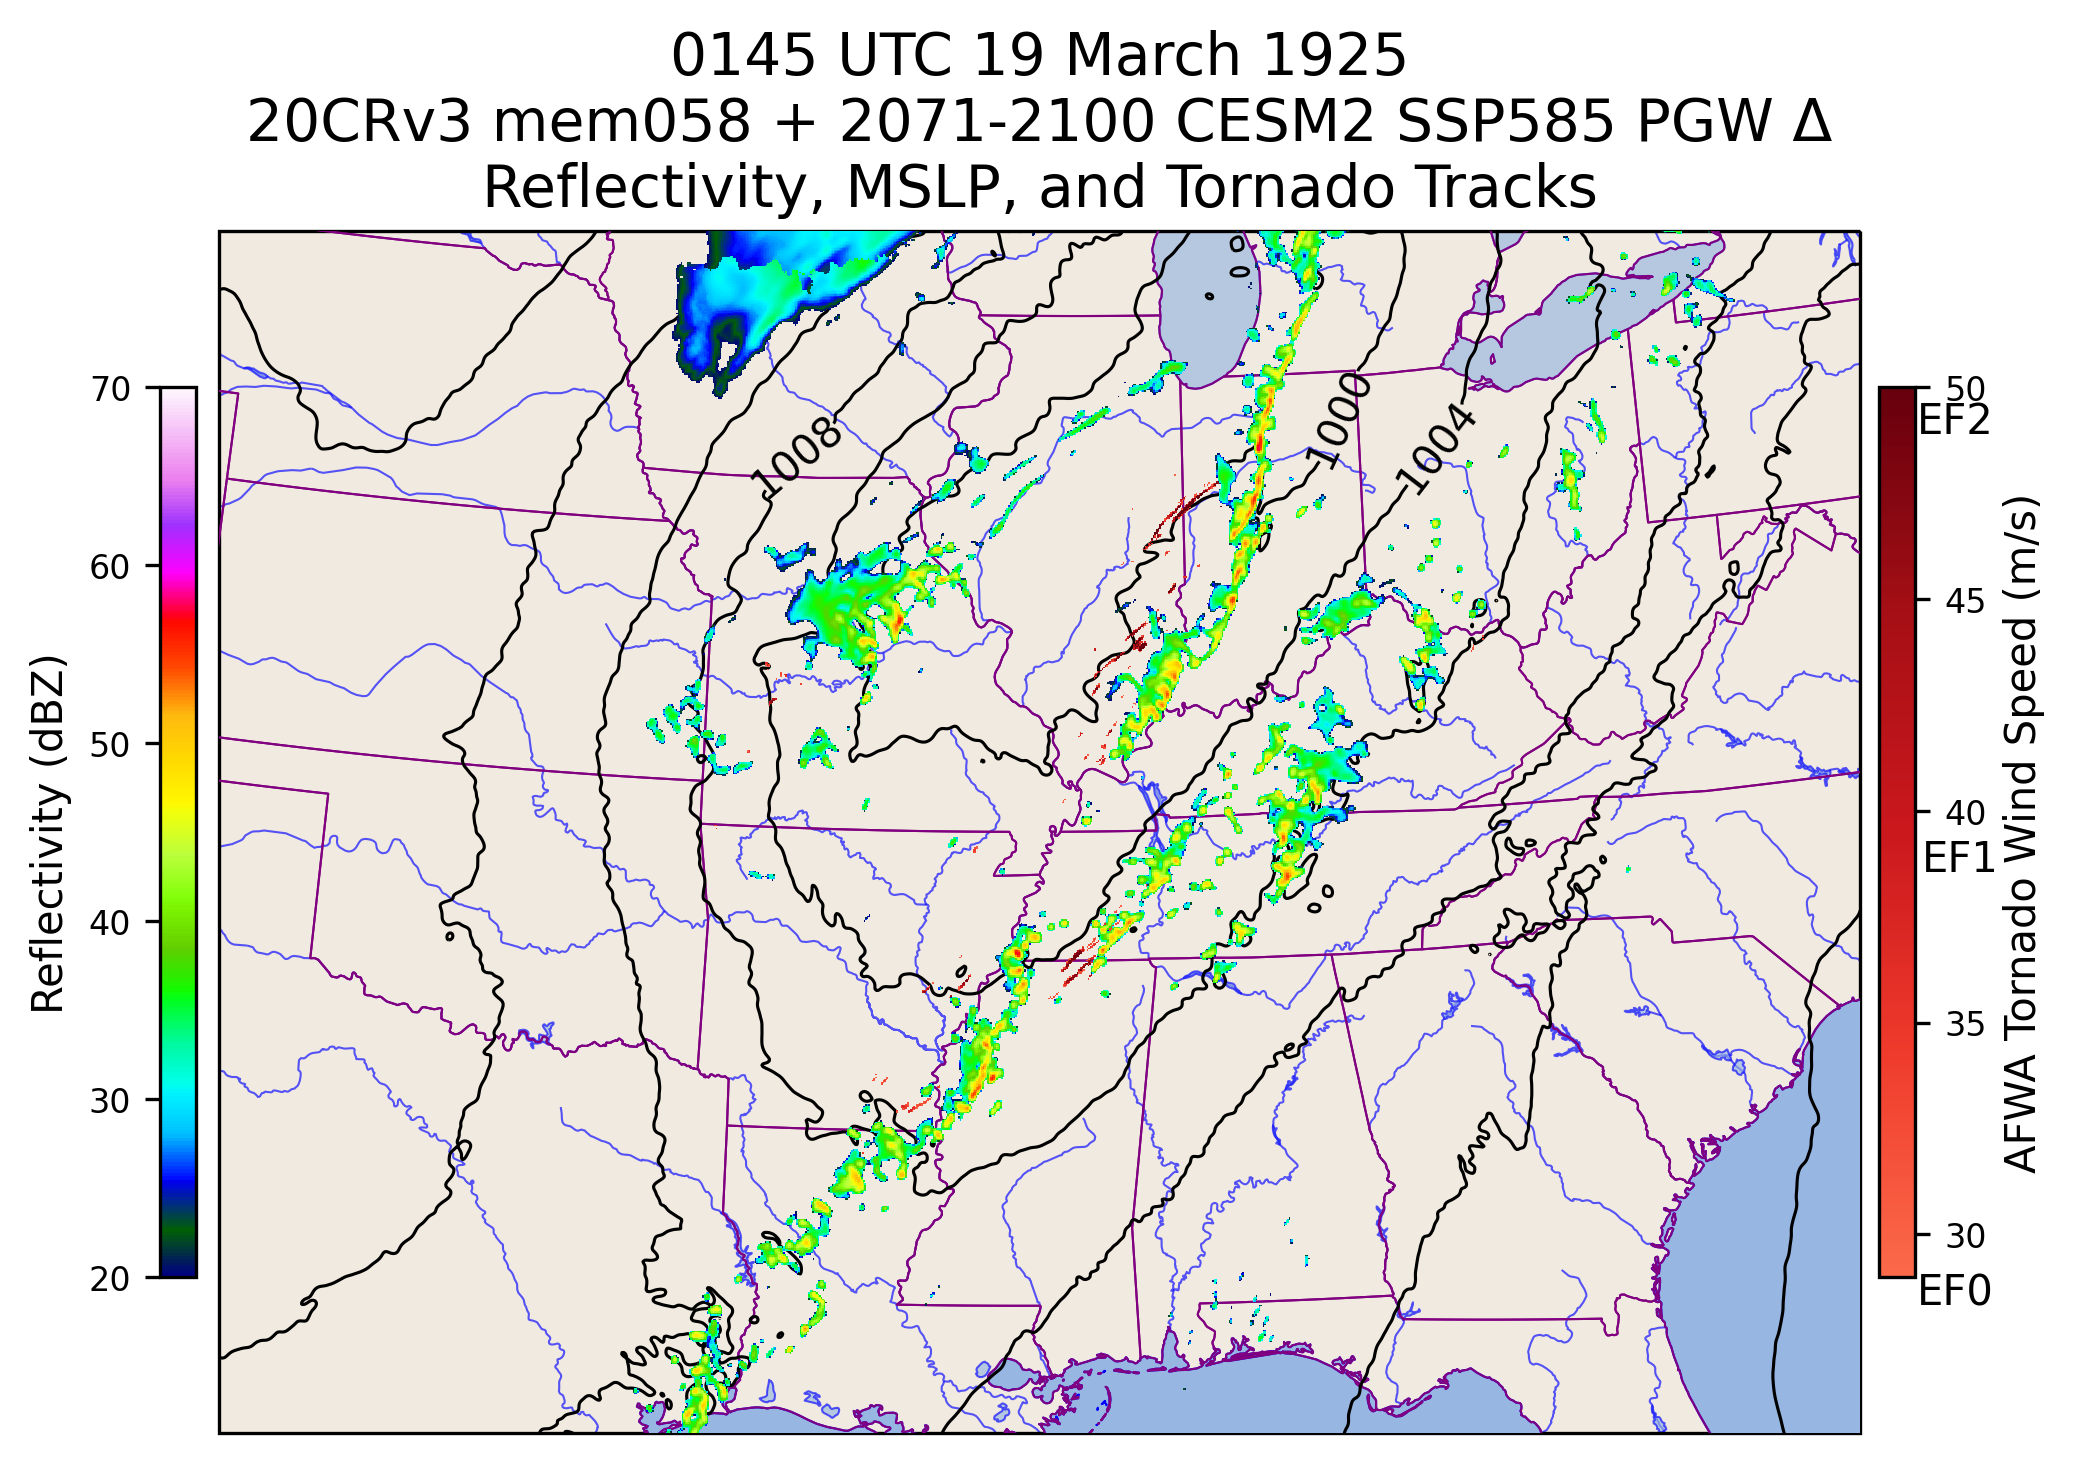 0145 UTC 19 March 1925
20CRv3 mem058 + 2071-2100 CESM2 SSP585 PGW Δ
Reflectivity, MSLP, and Tornado Tracks
Reflectivity (dBZ)
70
60
50
40
30
20
1008
1000
1004
50
EF2
45
40
EF1
35
30
EF0
AFWA Tornado Wind Speed (m/s)